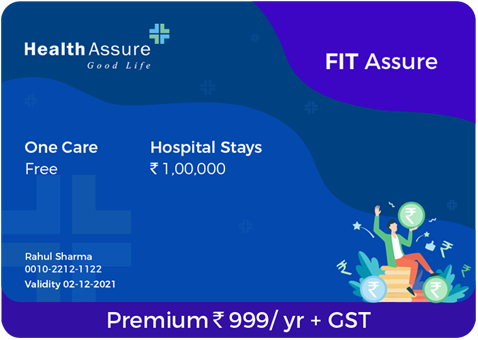 HealthAssure
Good Life
FIT Assure
One Care
Free
Hospital Stays
₹ 1,00,000
Rahul Sharma
0010-2212-1122
Validity 02-12-2021
₹
₹
₹
₹
₹
₹
Premium ₹ 999/ yr + GST